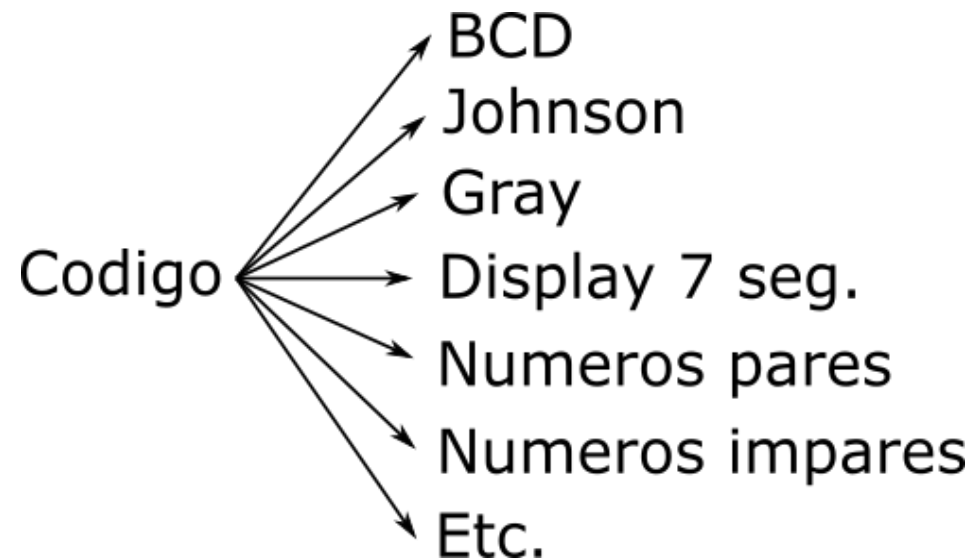 BCD
Johnson
Gray
Codigo
Display 7 seg.
Numeros pares
Numeros impares
Etc.